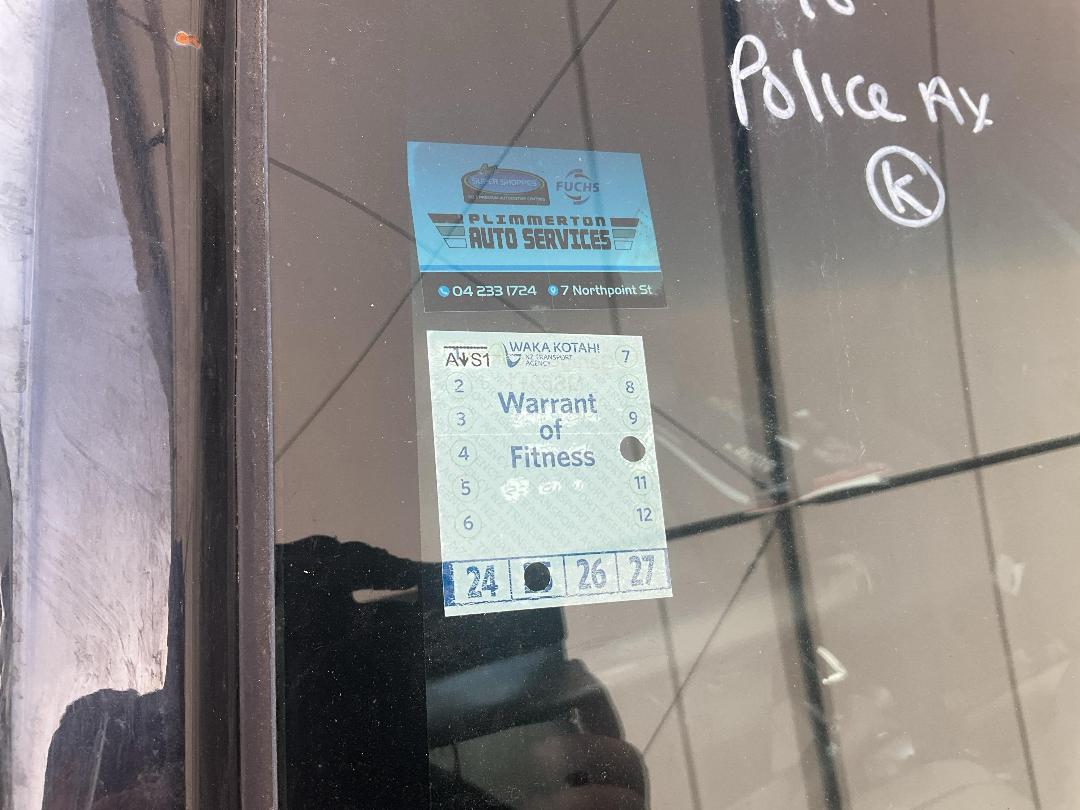 Police AX
K
SUPER SHOPPES
FUCHS
PLIMMERTON
AUTO SERVICES
04 233 1724 7 Northpoint St
A↓S1 WAKA KOTAHI 7
NZ TRANSPORT
AGENCY
2 8
Warrant
3 9
of
4 Fitness
5 11
6 12
24 26 27